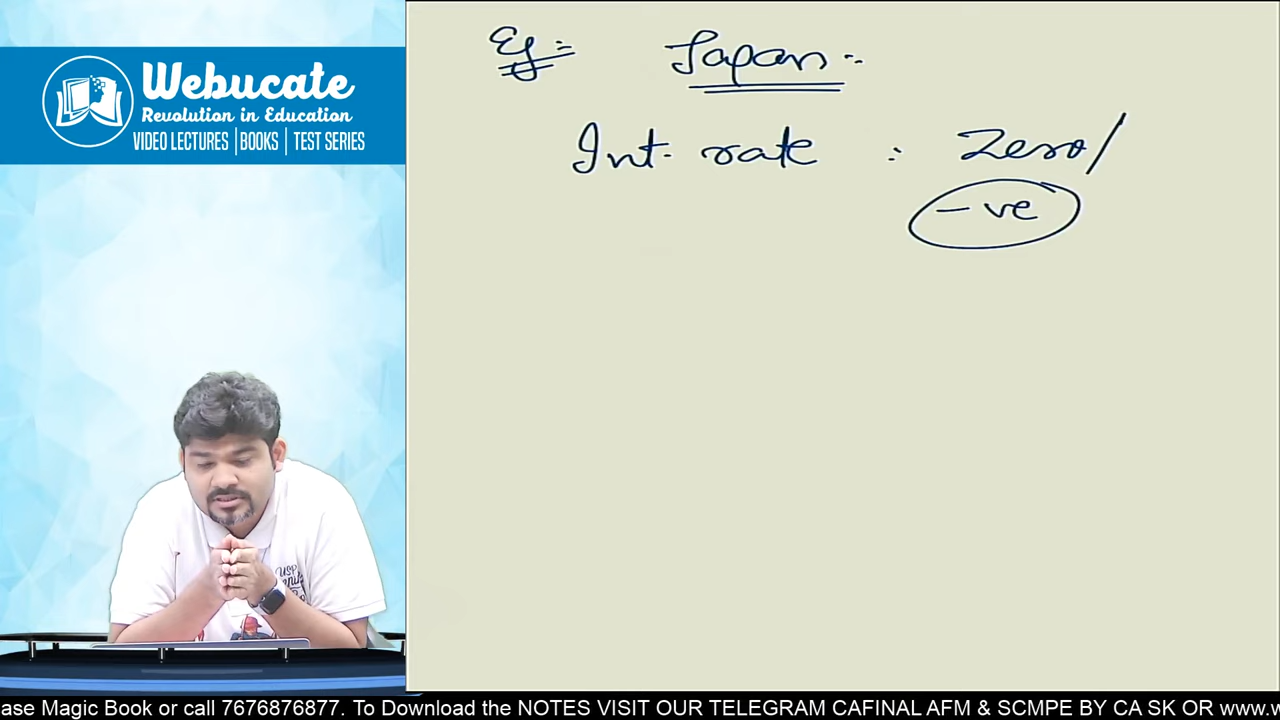 Webucate
Revolution in Education
VIDEO LECTURES | BOOKS | TEST SERIES
Eg:
Japan:
Int. rate : Zero/
-ve
USP
ase Magic Book or call 7676876877. To Download the NOTES VISIT OUR TELEGRAM CAFINAL AFM & SCMPE BY CA SK OR www.w